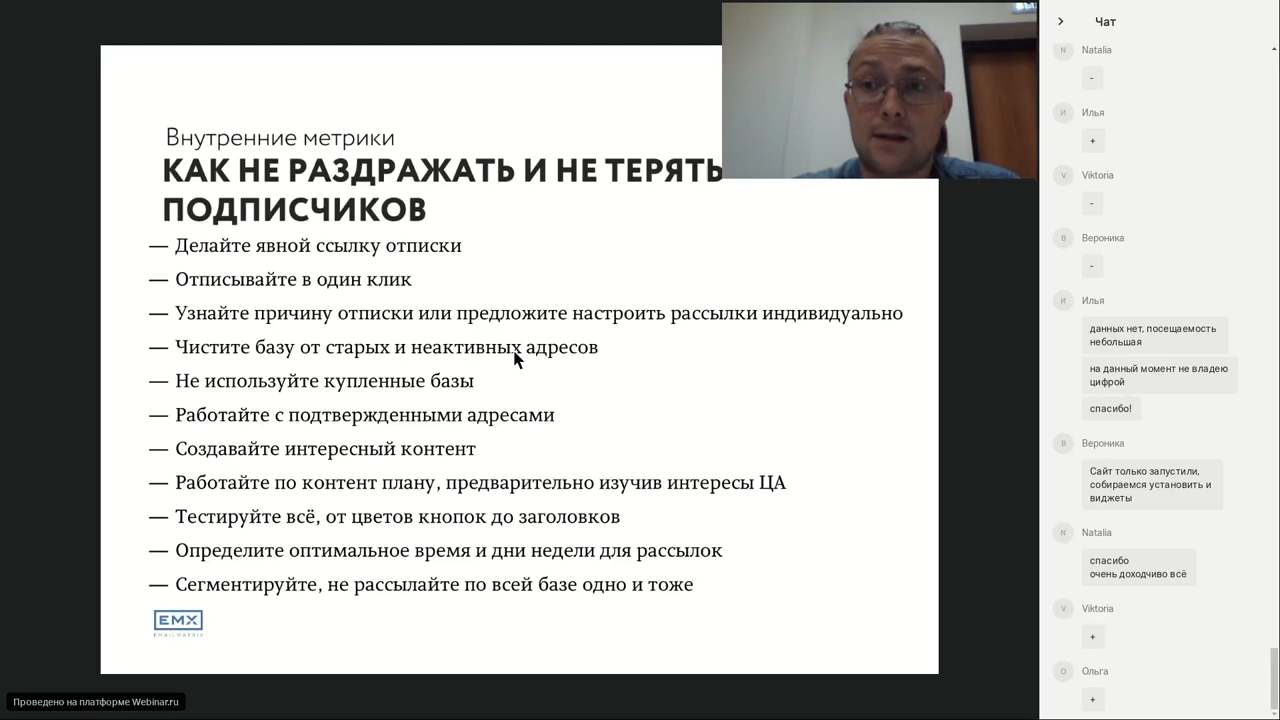 Внутренние метрики
КАК НЕ РАЗДРАЖАТЬ И НЕ ТЕРЯТЬ
ПОДПИСЧИКОВ
— Делайте явной ссылку отписки
— Отписывайте в один клик
— Узнайте причину отписки или предложите настроить рассылки индивидуально
— Чистите базу от старых и неактивных адресов
— Не используйте купленные базы
— Работайте с подтвержденными адресами
— Создавайте интересный контент
— Работайте по контент плану, предварительно изучив интересы ЦА
— Тестируйте всё, от цветов кнопок до заголовков
— Определите оптимальное время и дни недели для рассылок
— Сегментируйте, не рассылайте по всей базе одно и тоже
EMX
EMAILMATRIX
Проведено на платформе Webinar.ru
Чат
N Natalia
-
И Илья
+
V Viktoria
-
В Вероника
-
И Илья
данных нет, посещаемость
небольшая
на данный момент не владею
цифрой
спасибо!
В Вероника
Сайт только запустили,
собираемся установить и
виджеты
N Natalia
спасибо
очень доходчиво всё
V Viktoria
+
О Ольга
+